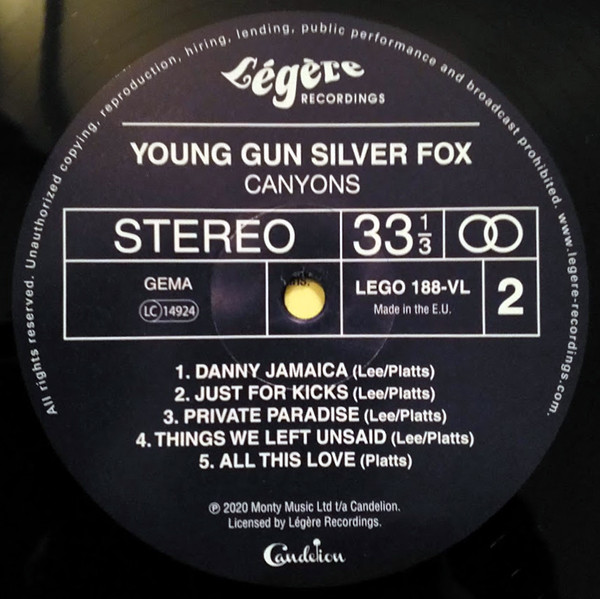 All rights reserved. Unauthorized copying, reproduction, hiring, lending, public performance and broadcast prohibited. www.legere-recordings.com.
Légère
RECORDINGS
YOUNG GUN SILVER FOX
CANYONS
STEREO
33 1/3
GEMA
LC 14924
LEGO 188-VL
Made in the E.U.
2
1. DANNY JAMAICA (Lee/Platts)
2. JUST FOR KICKS (Lee/Platts)
3. PRIVATE PARADISE (Lee/Platts)
4. THINGS WE LEFT UNSAID (Lee/Platts)
5. ALL THIS LOVE (Platts)
℗ 2020 Monty Music Ltd t/a Candelion.
Licensed by Légère Recordings.
Candelion